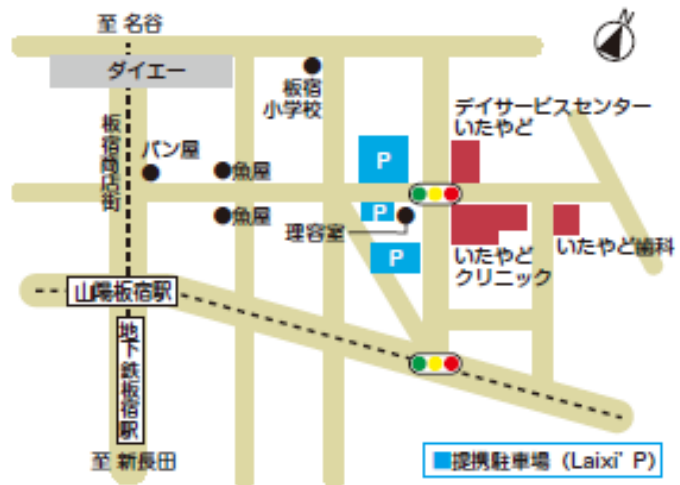 至 名谷
N
ダイエー
板宿
小学校
デイサービスセンター
いたやど
板宿商店街
パン屋
魚屋
P
魚屋
P
理容室
P
いたやど
クリニック
いたやど歯科
山陽板宿駅
地下鉄板宿駅
至 新長田
提携駐車場（Laixi' P）